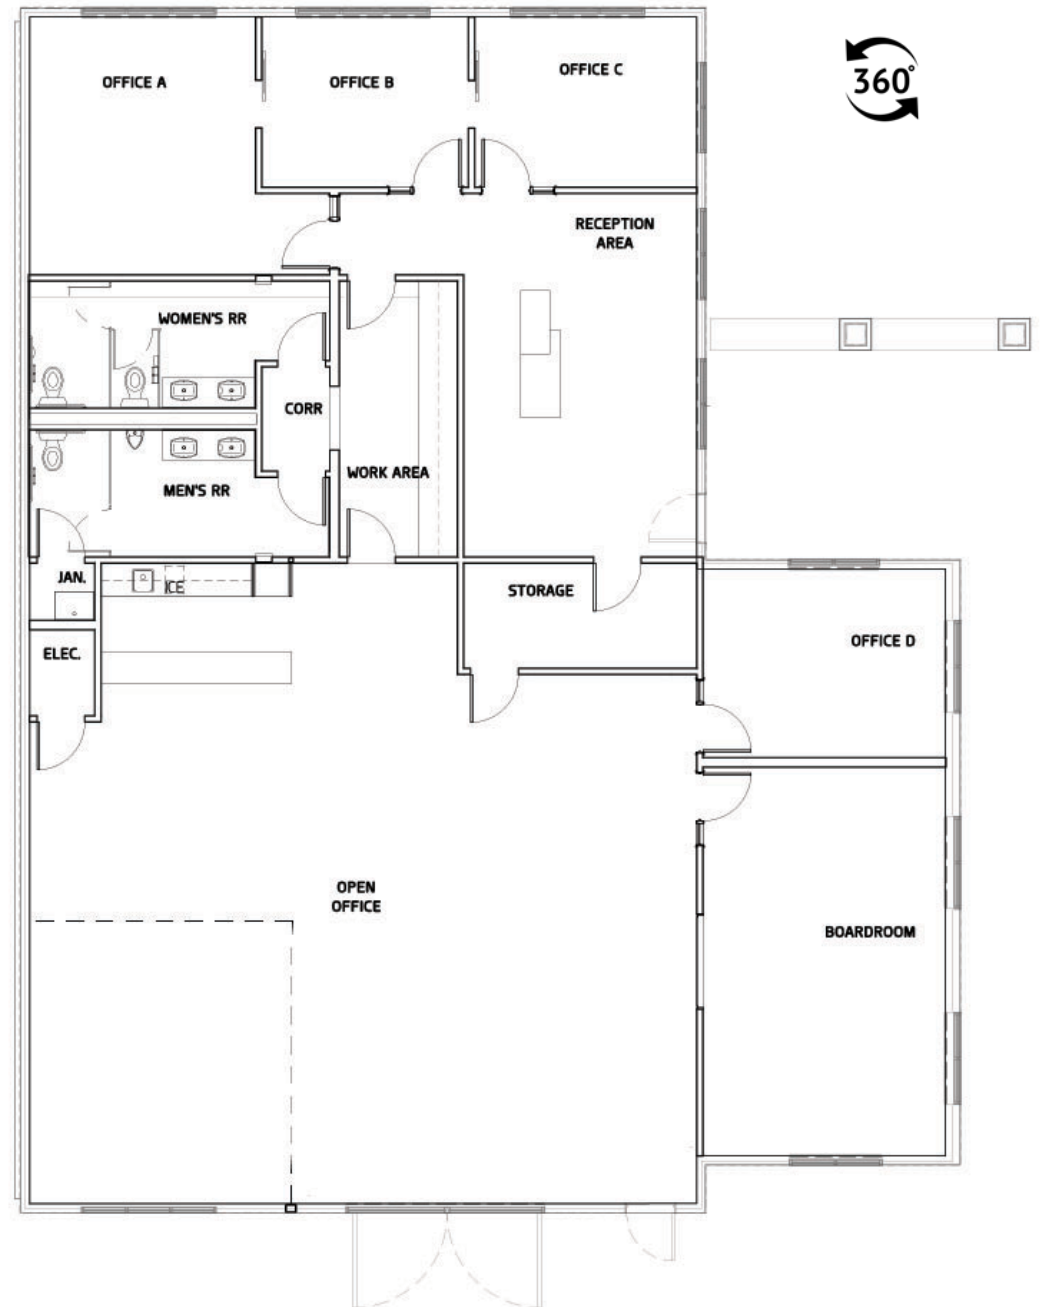 OFFICE A
OFFICE B
OFFICE C
360°
RECEPTION
AREA
WOMEN'S RR
CORR
WORK AREA
MEN'S RR
JAN.
ICE
STORAGE
ELEC.
OFFICE D
OPEN
OFFICE
BOARDROOM